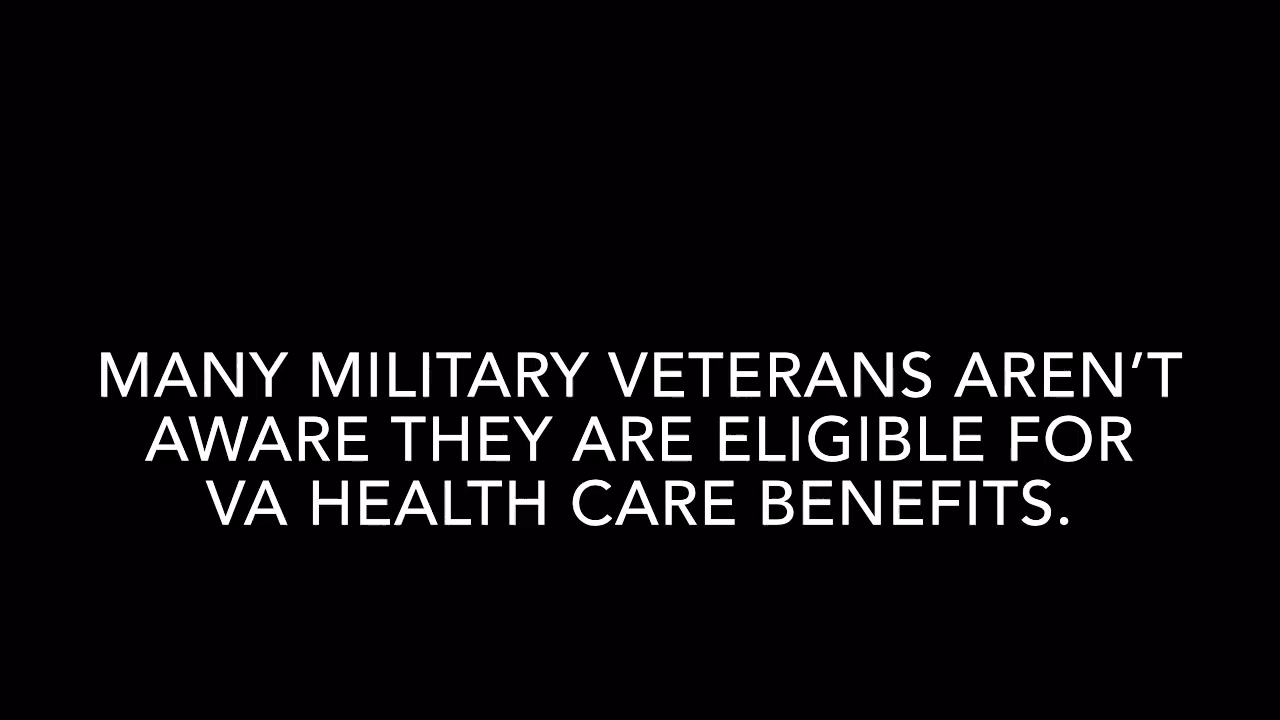 MANY MILITARY VETERANS AREN’T
AWARE THEY ARE ELIGIBLE FOR
VA HEALTH CARE BENEFITS.